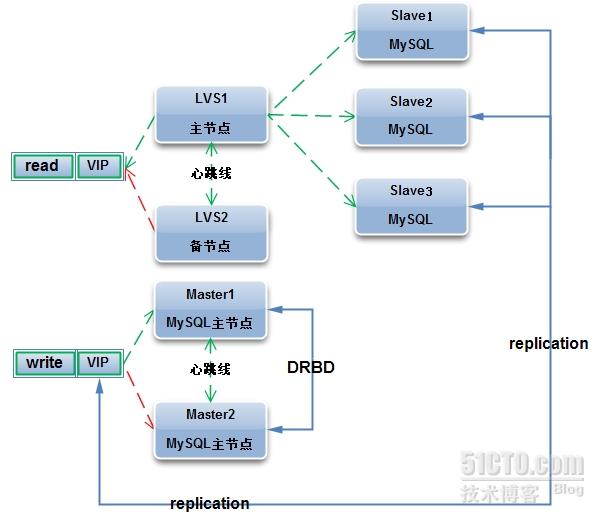 Slave1
MySQL
LVS1
主节点
Slave2
MySQL
read
VIP
心跳线
Slave3
MySQL
LVS2
备节点
Master1
MySQL主节点
write
VIP
心跳线
DRBD
replication
Master2
MySQL主节点
51CTO.com
技术博客
Blog
replication